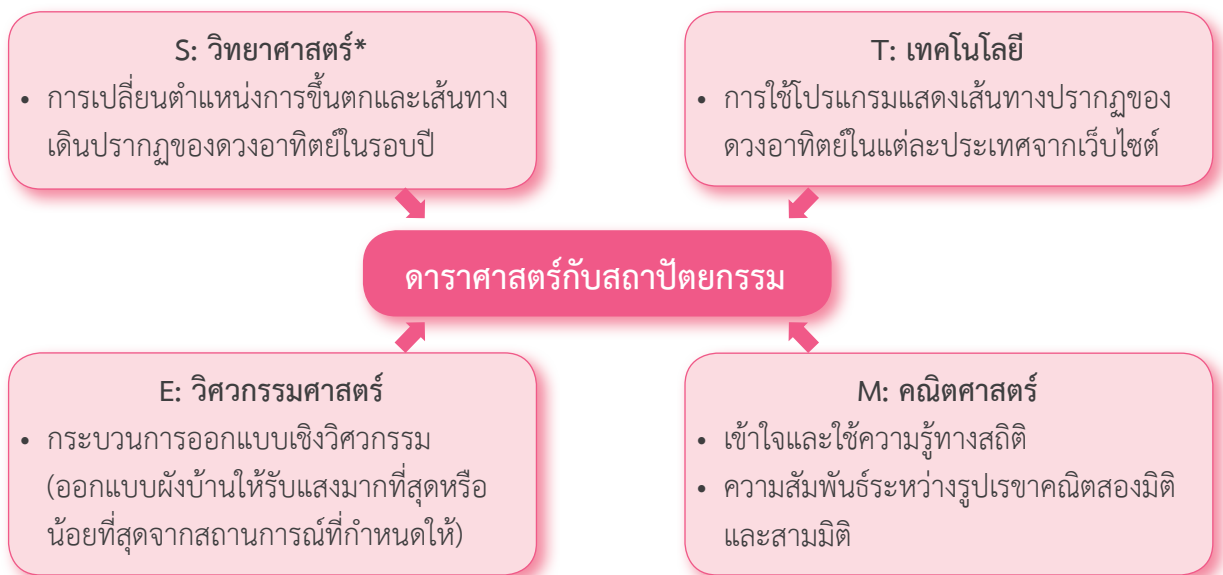 S: วิทยาศาสตร์*
• การเปลี่ยนตำแหน่งการขึ้นตกและเส้นทาง
เดินปรากฏของดวงอาทิตย์ในรอบปี
T: เทคโนโลยี
• การใช้โปรแกรมแสดงเส้นทางปรากฏของ
ดวงอาทิตย์ในแต่ละประเทศจากเว็บไซต์
ดาราศาสตร์กับสถาปัตยกรรม
E: วิศวกรรมศาสตร์
• กระบวนการออกแบบเชิงวิศวกรรม
(ออกแบบผังบ้านให้รับแสงมากที่สุดหรือ
น้อยที่สุดจากสถานการณ์ที่กำหนดให้)
M: คณิตศาสตร์
• เข้าใจและใช้ความรู้ทางสถิติ
• ความสัมพันธ์ระหว่างรูปเรขาคณิตสองมิติ
และสามมิติ